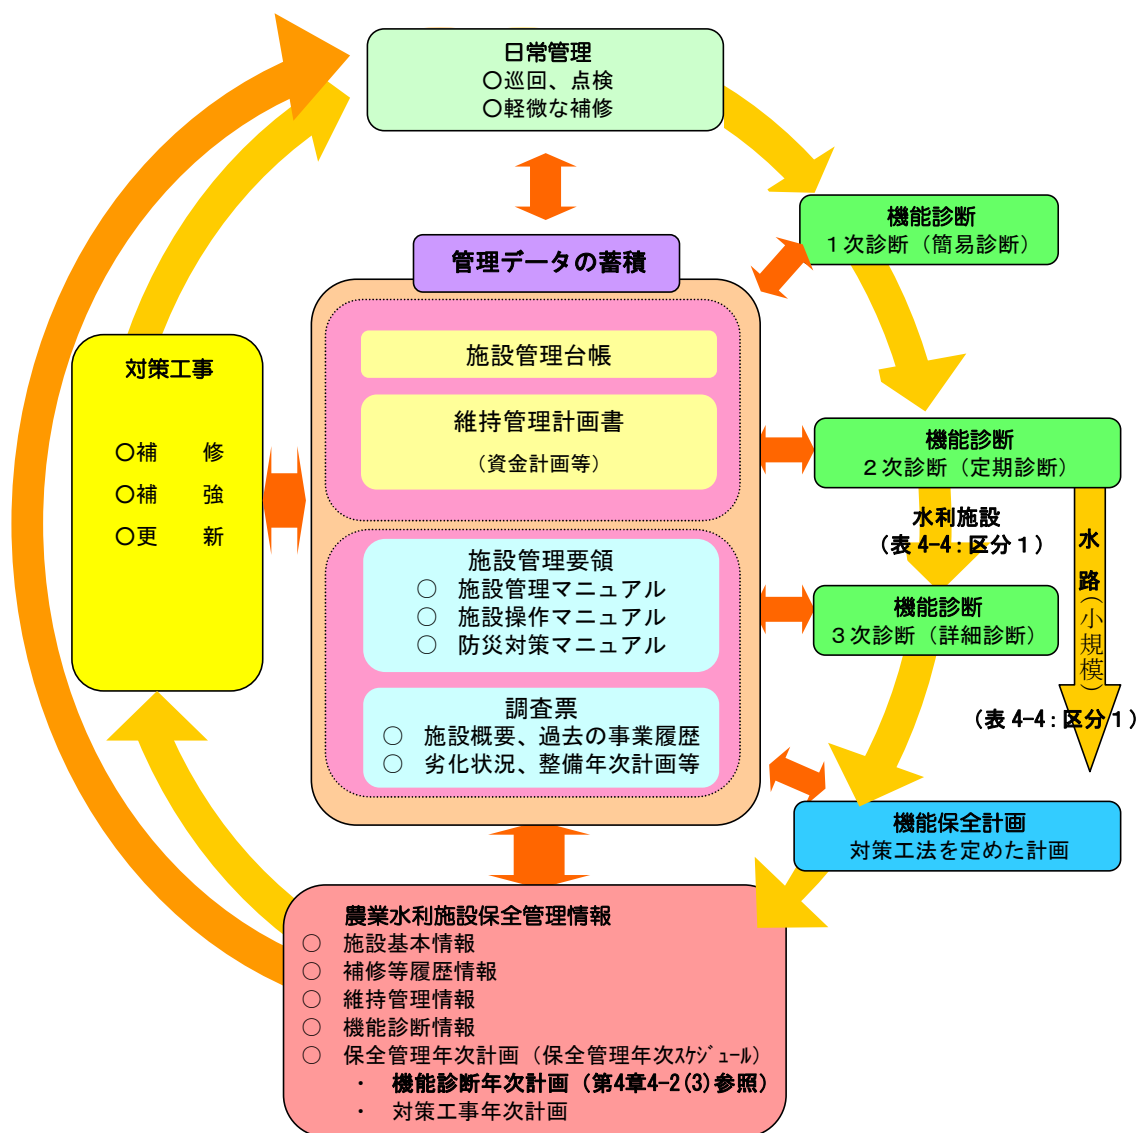 日常管理
○巡回、点検
○軽微な補修
機能診断
１次診断（簡易診断）
管理データの蓄積
施設管理台帳
維持管理計画書
（資金計画等）
対策工事
○補　　修
○補　　強
○更　　新
機能診断
２次診断（定期診断）
水利施設
（表 4-4：区分１）
水路（小規模）
（表 4-4：区分１）
施設管理要領
○　施設管理マニュアル
○　施設操作マニュアル
○　防災対策マニュアル
機能診断
３次診断（詳細診断）
調査票
○　施設概要、過去の事業履歴
○　劣化状況、整備年次計画等
機能保全計画
対策工法を定めた計画
農業水利施設保全管理情報
○　施設基本情報
○　補修等履歴情報
○　維持管理情報
○　機能診断情報
○　保全管理年次計画（保全管理年次ｽｹｼﾞｭｰﾙ）
・　機能診断年次計画（第4章4-2(3)参照）
・　対策工事年次計画